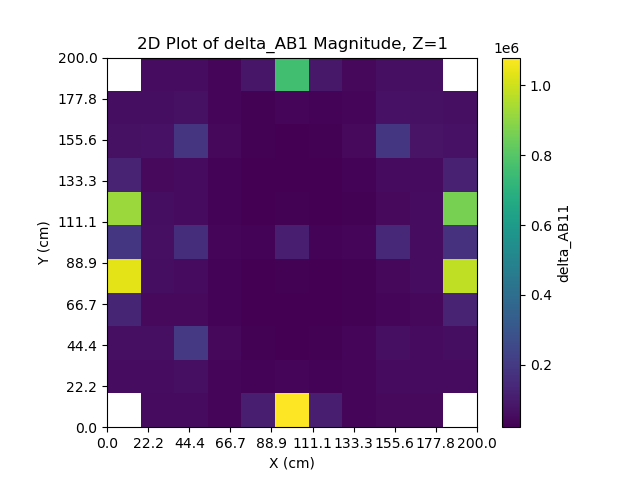 2D Plot of delta_AB1 Magnitude, Z=1
1e6
200.0
177.8
155.6
133.3
111.1
88.9
66.7
44.4
22.2
0.0
Y (cm)
0.0 22.2 44.4 66.7 88.9 111.1 133.3 155.6 177.8 200.0
X (cm)
1.0
0.8
0.6
0.4
0.2
delta_AB11